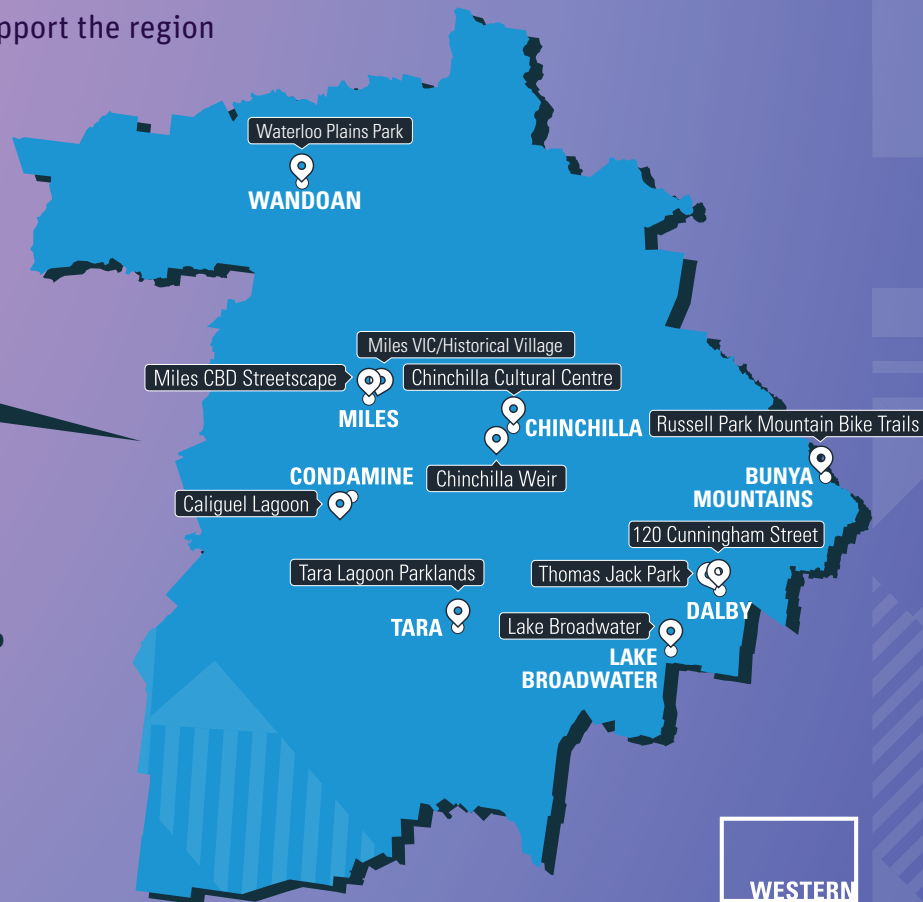 the region
Waterloo Plains Park
WANDOAN
Miles VIC/Historical Village
Miles CBD Streetscape
Chinchilla Cultural Centre
MILES
CHINCHILLA
Russell Park Mountain Bike Trails
CONDAMINE
Chinchilla Weir
BUNYA
MOUNTAINS
Caliguel Lagoon
120 Cunningham Street
Tara Lagoon Parklands
Thomas Jack Park
DALBY
TARA
Lake Broadwater
LAKE
BROADWATER
WESTERN